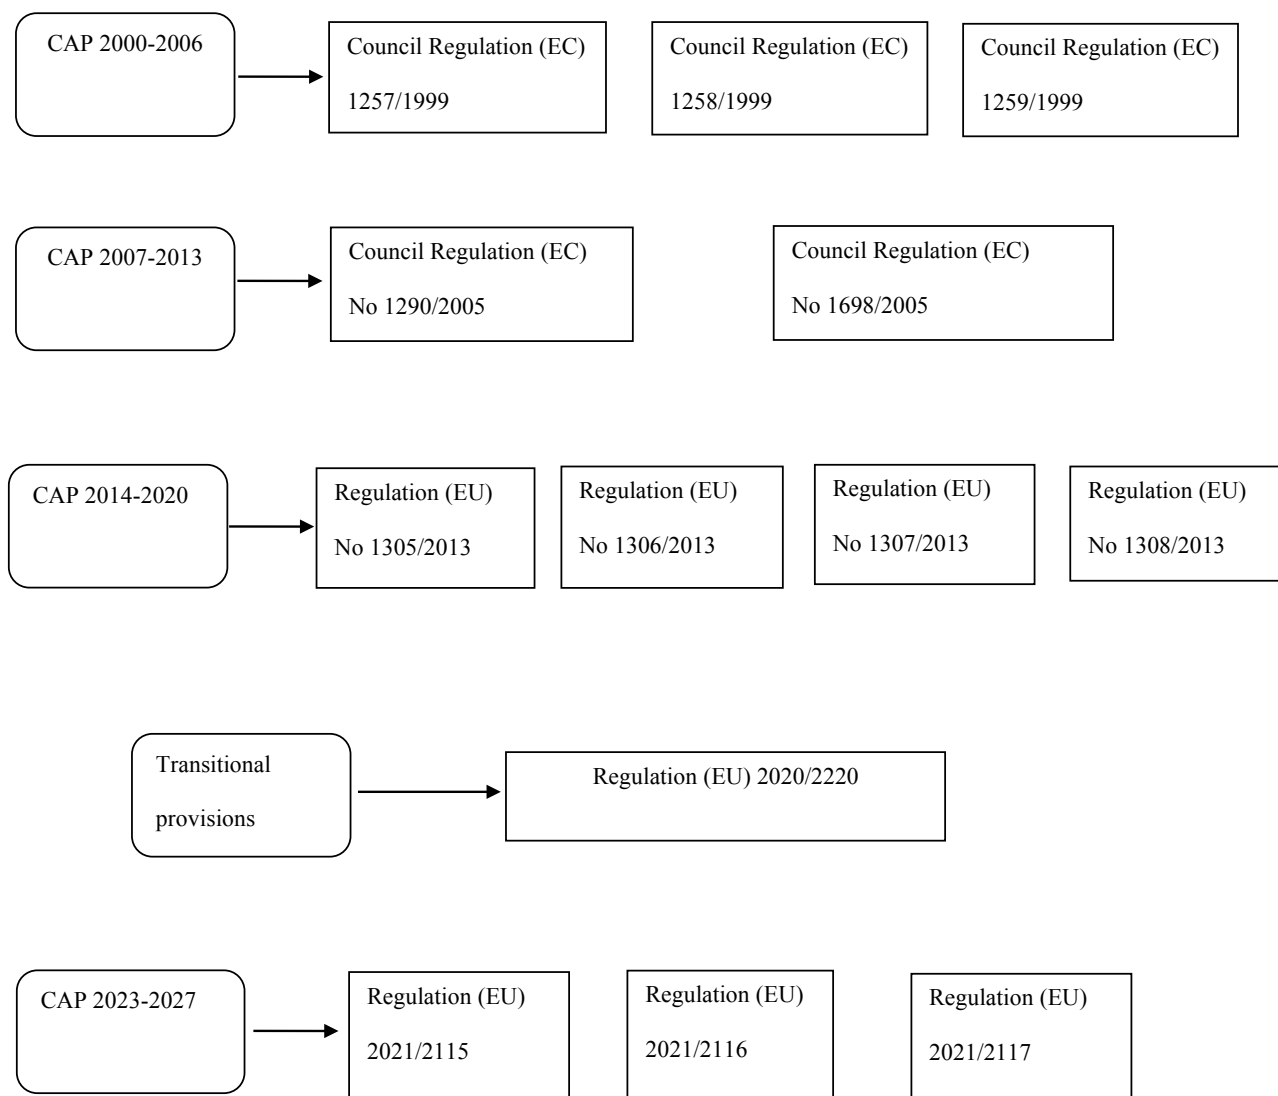 CAP 2000-2006
Council Regulation (EC)
1257/1999
Council Regulation (EC)
1258/1999
Council Regulation (EC)
1259/1999
CAP 2007-2013
Council Regulation (EC)
No 1290/2005
Council Regulation (EC)
No 1698/2005
CAP 2014-2020
Regulation (EU)
No 1305/2013
Regulation (EU)
No 1306/2013
Regulation (EU)
No 1307/2013
Regulation (EU)
No 1308/2013
Transitional
provisions
Regulation (EU) 2020/2220
CAP 2023-2027
Regulation (EU)
2021/2115
Regulation (EU)
2021/2116
Regulation (EU)
2021/2117